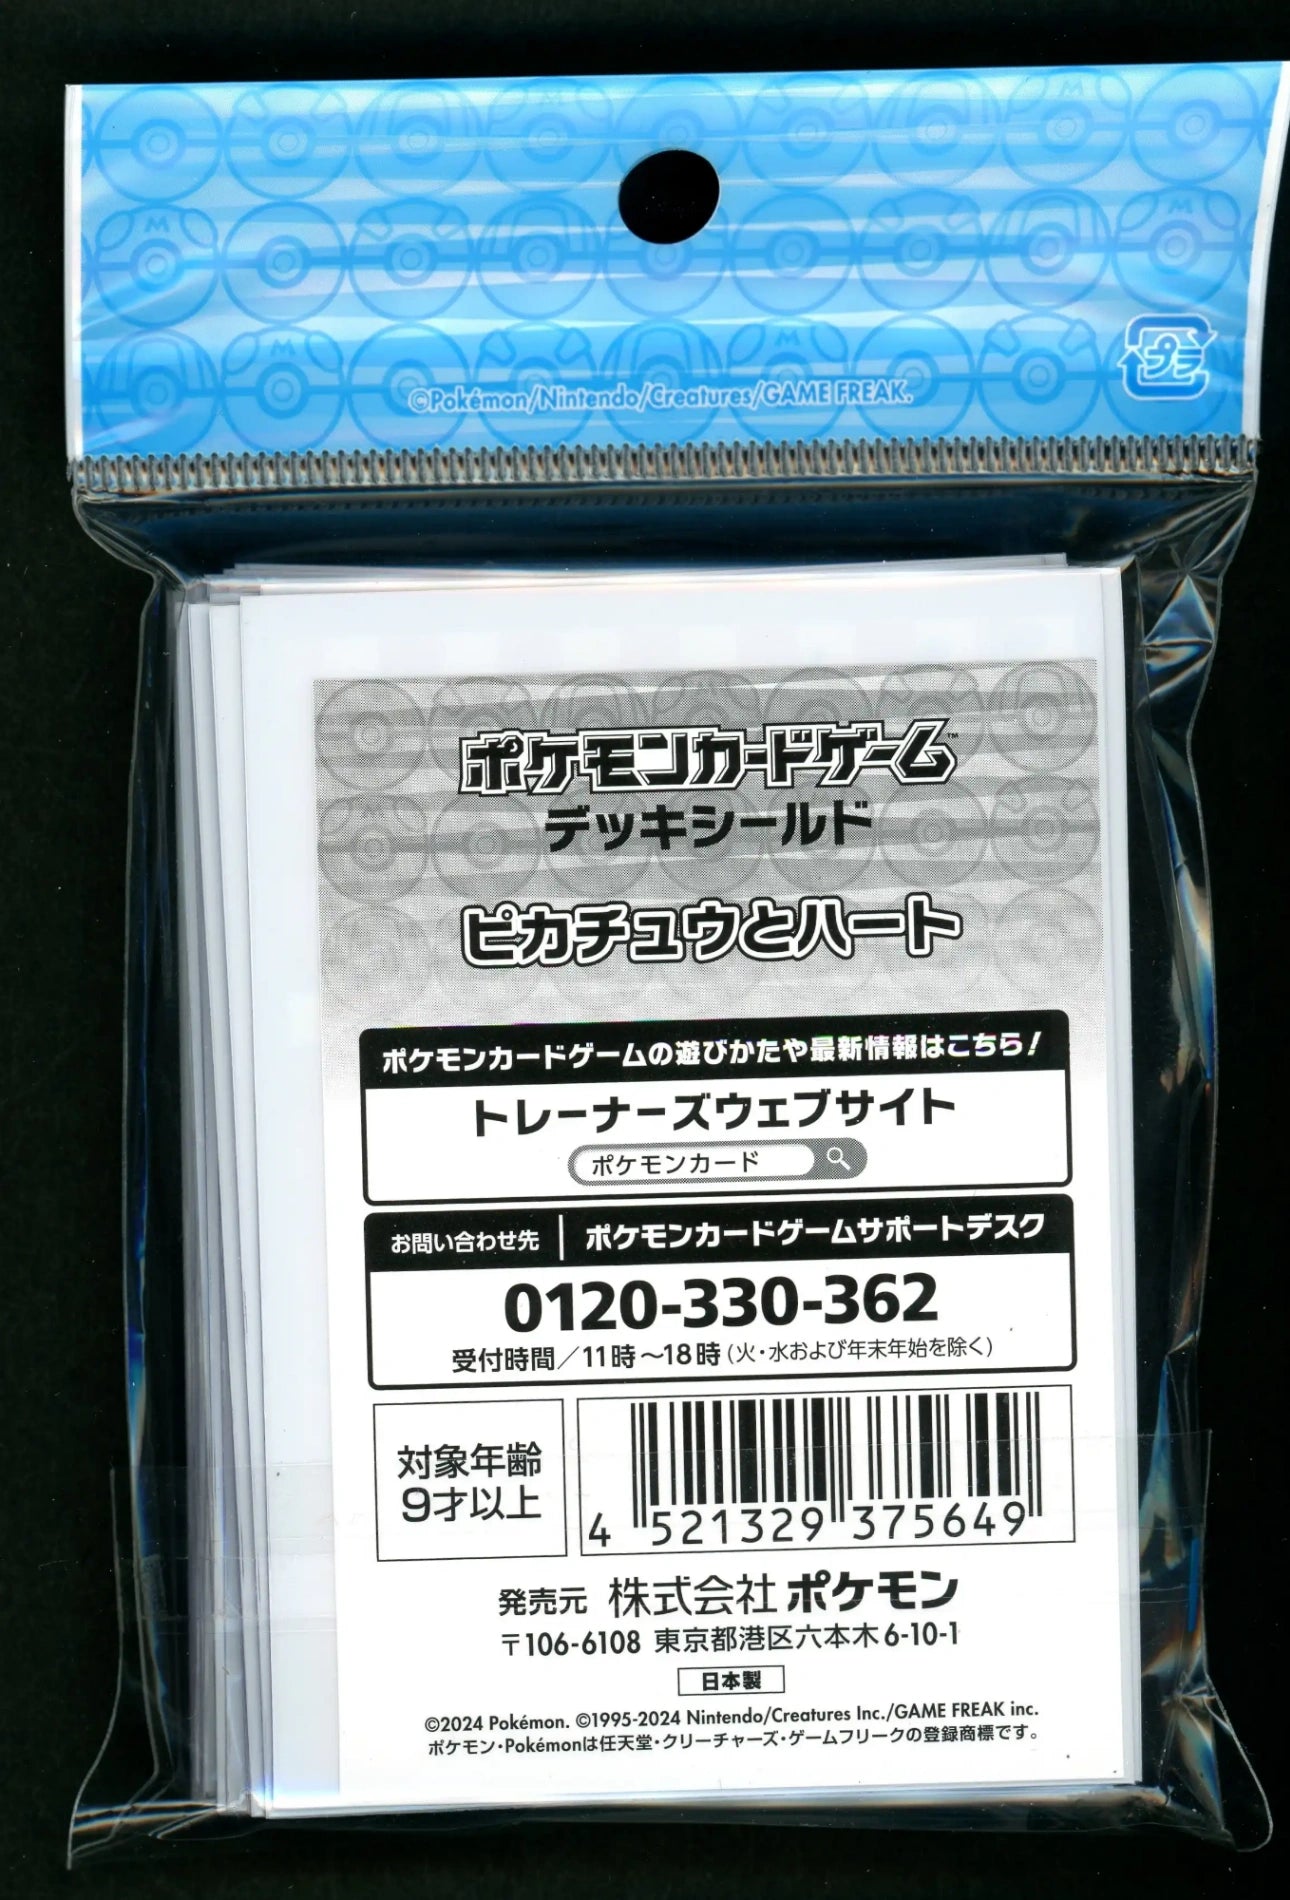 ©Pokémon/Nintendo/Creatures/GAME FREAK.
プラ
ポケモンカードゲーム™
デッキシールド
ピカチュウとハート
ポケモンカードゲームの遊びかたや最新情報はこちら!
トレーナーズウェブサイト
ポケモンカード
お問い合わせ先 | ポケモンカードゲームサポートデスク
0120-330-362
受付時間/11時～18時(火・水および年末年始を除く)
対象年齢
9才以上
4 521329 375649
発売元 株式会社ポケモン
〒106-6108 東京都港区六本木6-10-1
日本製
©2024 Pokémon. ©1995-2024 Nintendo/Creatures Inc./GAME FREAK inc.
ポケモン・Pokémonは任天堂・クリーチャーズ・ゲームフリークの登録商標です。